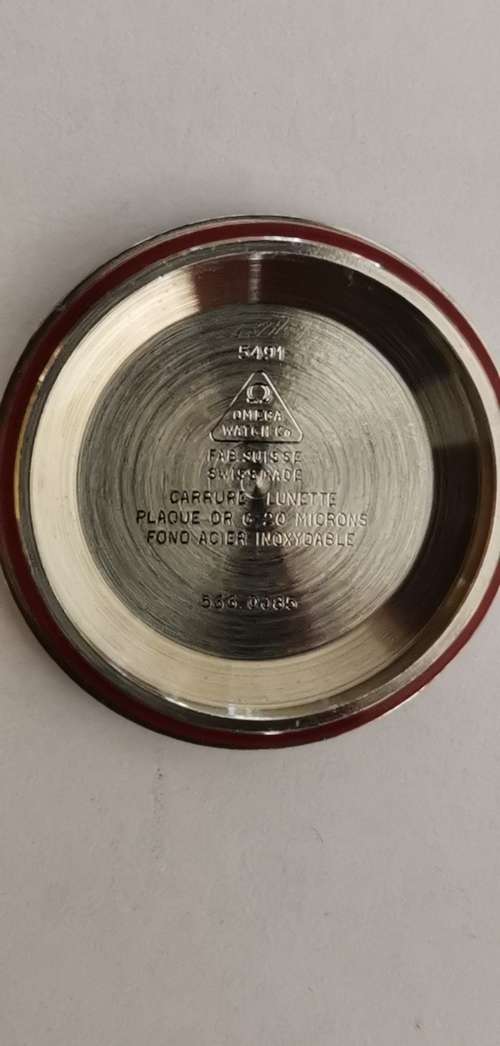 5491
Ω
OMEGA
WATCH Co
FAB. SUISSE
SWISS MADE
CARRURE LUNETTE
PLAQUE OR G 20 MICRONS
FOND ACIER INOXYDABLE
566.0085